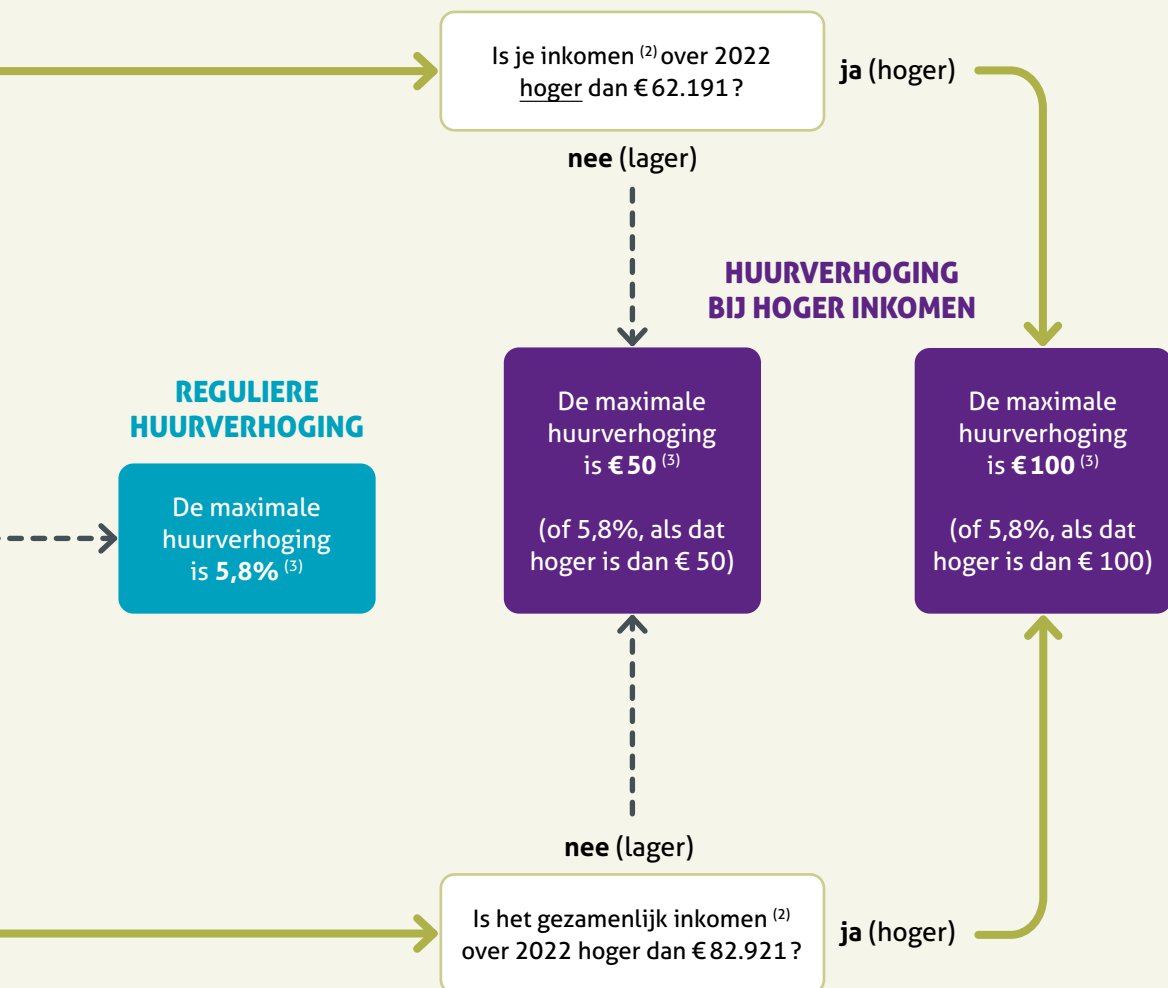 Is je inkomen (2) over 2022
hoger dan € 62.191?
ja (hoger)
nee (lager)
HUURVERHOGING
BIJ HOGER INKOMEN
REGULIERE
HUURVERHOGING
De maximale
huurverhoging
is 5,8% (3)
De maximale
huurverhoging
is € 50 (3)
(of 5,8%, als dat
hoger is dan € 50)
De maximale
huurverhoging
is € 100 (3)
(of 5,8%, als dat
hoger is dan € 100)
nee (lager)
Is het gezamenlijk inkomen (2)
over 2022 hoger dan € 82.921?
ja (hoger)